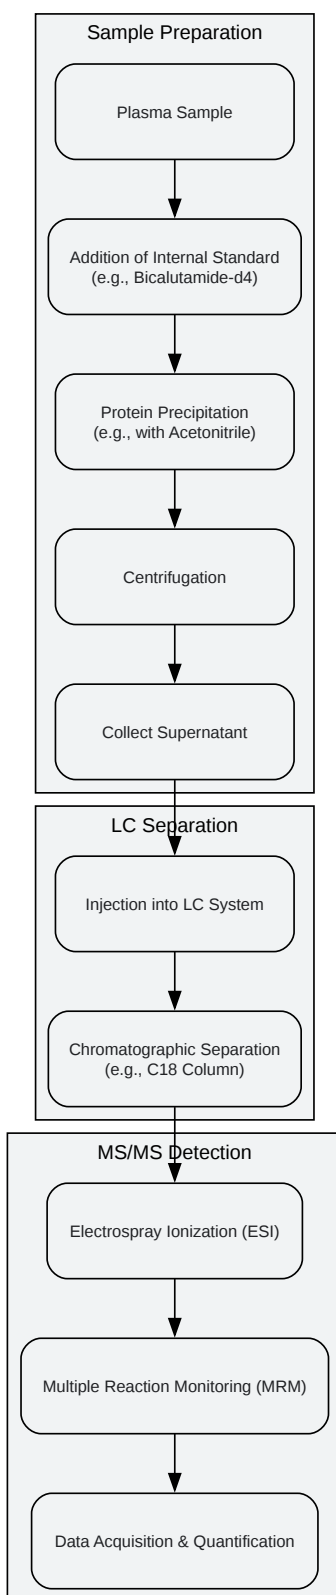 Sample Preparation
Plasma Sample
Addition of Internal Standard
(e.g., Bicalutamide-d4)
Protein Precipitation
(e.g., with Acetonitrile)
Centrifugation
Collect Supernatant
LC Separation
Injection into LC System
Chromatographic Separation
(e.g., C18 Column)
MS/MS Detection
Electrospray Ionization (ESI)
Multiple Reaction Monitoring (MRM)
Data Acquisition & Quantification